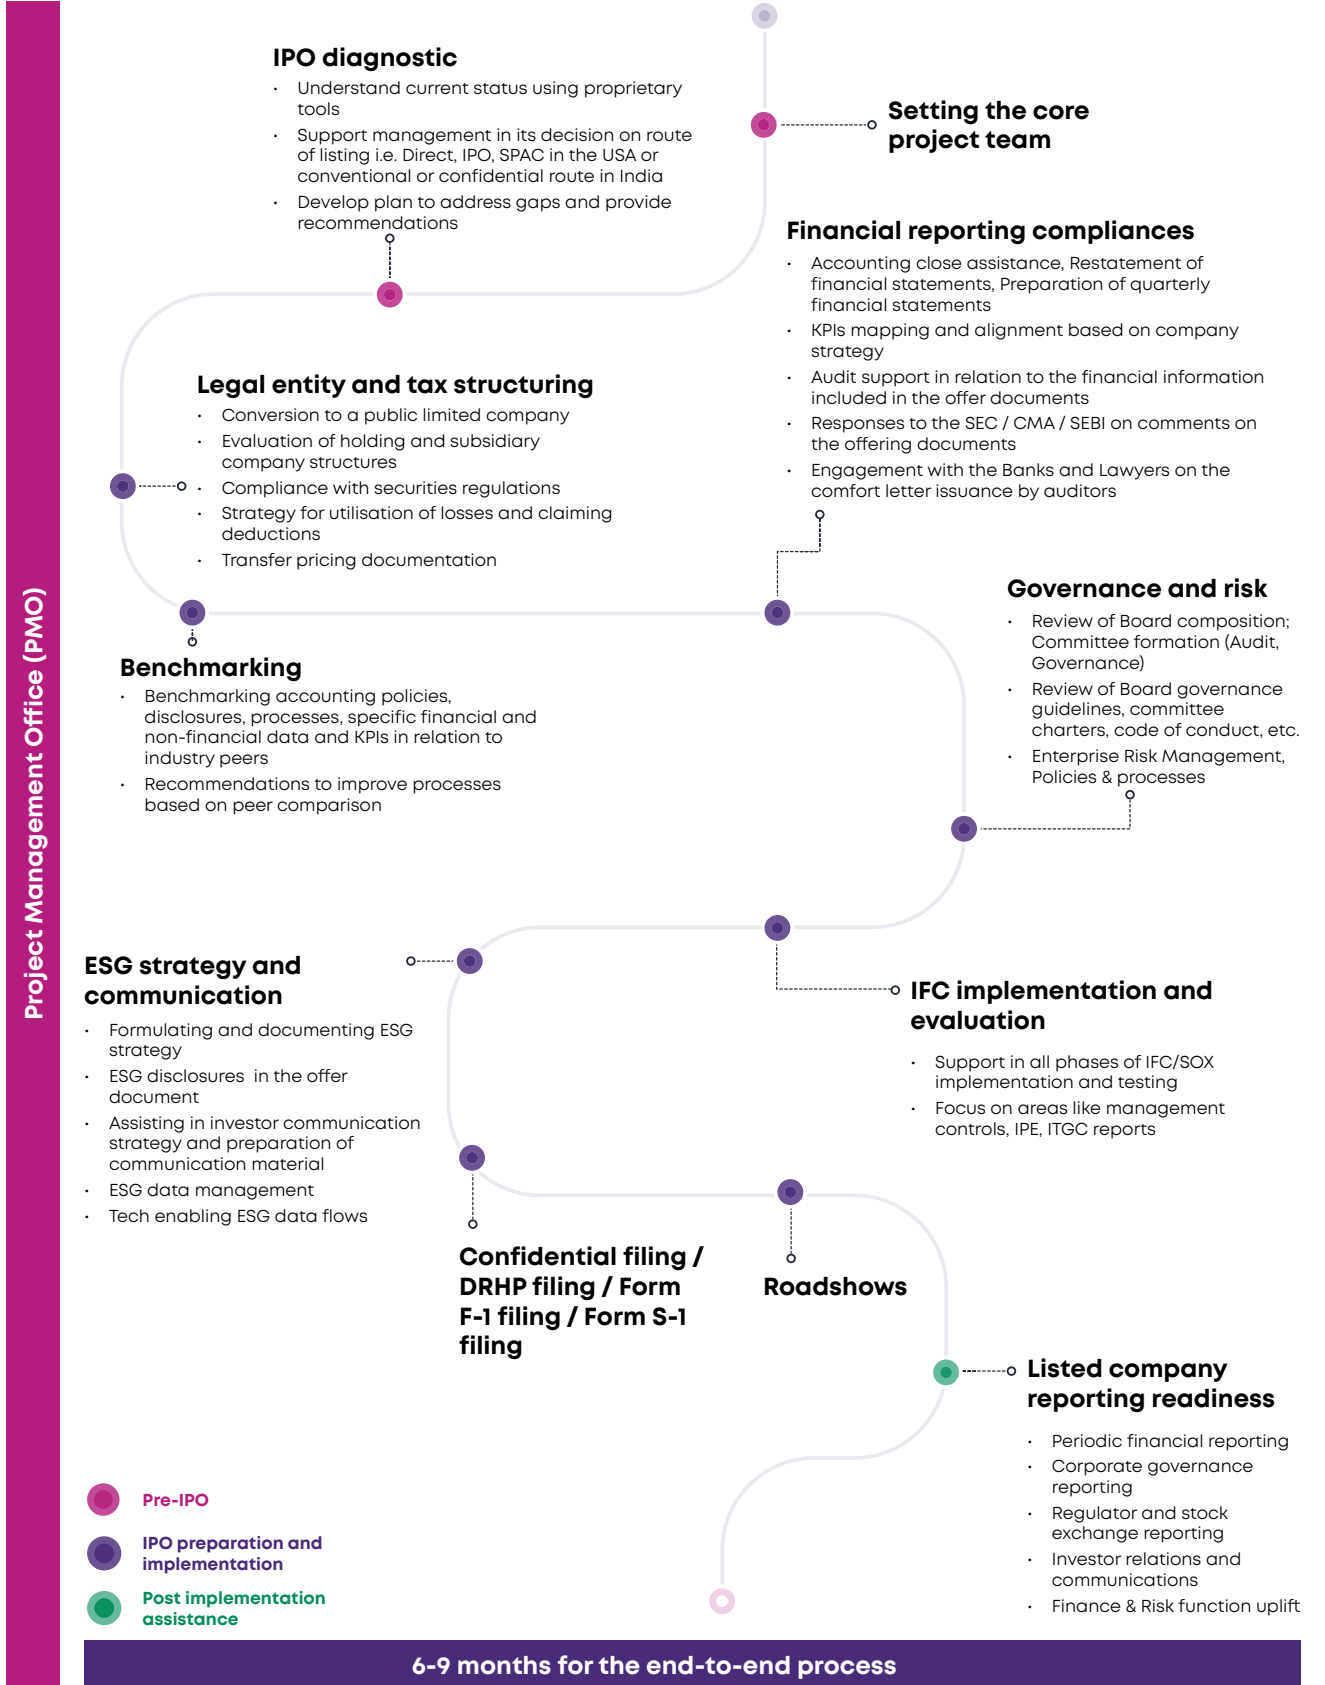 Project Management Office (PMO)
IPO diagnostic
• Understand current status using proprietary
tools
• Support management in its decision on route
of listing i.e. Direct, IPO, SPAC in the USA or
conventional or confidential route in India
• Develop plan to address gaps and provide
recommendations
Setting the core
project team
Financial reporting compliances
• Accounting close assistance, Restatement of
financial statements, Preparation of quarterly
financial statements
• KPIs mapping and alignment based on company
strategy
• Audit support in relation to the financial information
included in the offer documents
• Responses to the SEC / CMA / SEBI on comments on
the offering documents
• Engagement with the Banks and Lawyers on the
comfort letter issuance by auditors
Legal entity and tax structuring
• Conversion to a public limited company
• Evaluation of holding and subsidiary
company structures
• Compliance with securities regulations
• Strategy for utilisation of losses and claiming
deductions
• Transfer pricing documentation
Benchmarking
• Benchmarking accounting policies,
disclosures, processes, specific financial and
non-financial data and KPIs in relation to
industry peers
• Recommendations to improve processes
based on peer comparison
Governance and risk
• Review of Board composition;
Committee formation (Audit,
Governance)
• Review of Board governance
guidelines, committee
charters, code of conduct, etc.
• Enterprise Risk Management,
Policies & processes
ESG strategy and
communication
• Formulating and documenting ESG
strategy
• ESG disclosures  in the offer
document
• Assisting in investor communication
strategy and preparation of
communication material
• ESG data management
• Tech enabling ESG data flows
IFC implementation and
evaluation
• Support in all phases of IFC/SOX
implementation and testing
• Focus on areas like management
controls, IPE, ITGC reports
Confidential filing /
DRHP filing / Form
F-1 filing / Form S-1
filing
Roadshows
Listed company
reporting readiness
• Periodic financial reporting
• Corporate governance
reporting
• Regulator and stock
exchange reporting
• Investor relations and
communications
• Finance & Risk function uplift
Pre-IPO
IPO preparation and
implementation
Post implementation
assistance
6-9 months for the end-to-end process